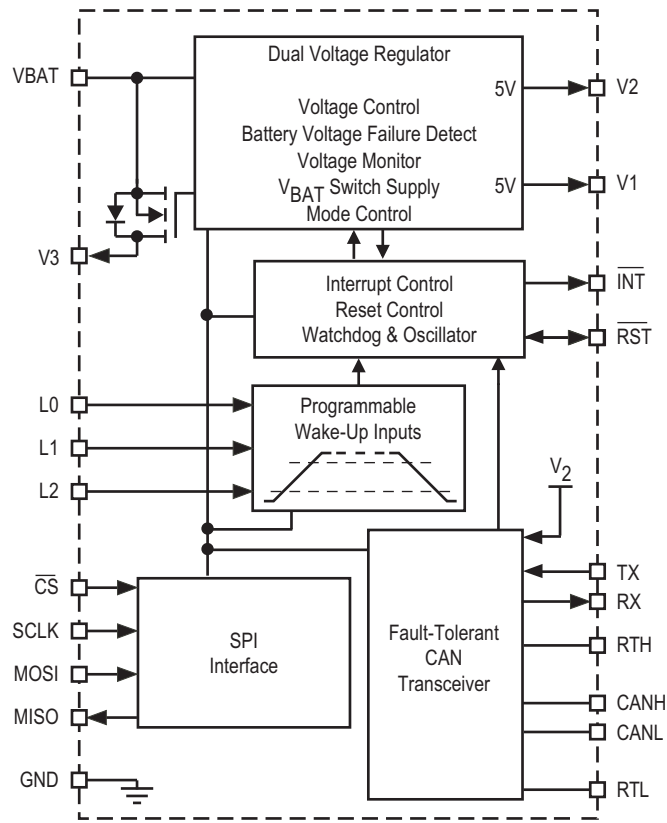 Dual Voltage Regulator
VBAT
5V
V2
Voltage Control
Battery Voltage Failure Detect
Voltage Monitor
VBAT Switch Supply
5V
V1
Mode Control
V3
Interrupt Control
INT
Reset Control
Watchdog & Oscillator
RST
L0
Programmable
Wake-Up Inputs
L1
L2
V2
CS
TX
RX
SCLK
SPI
Interface
Fault-Tolerant
CAN
Transceiver
RTH
MOSI
MISO
CANH
CANL
GND
RTL